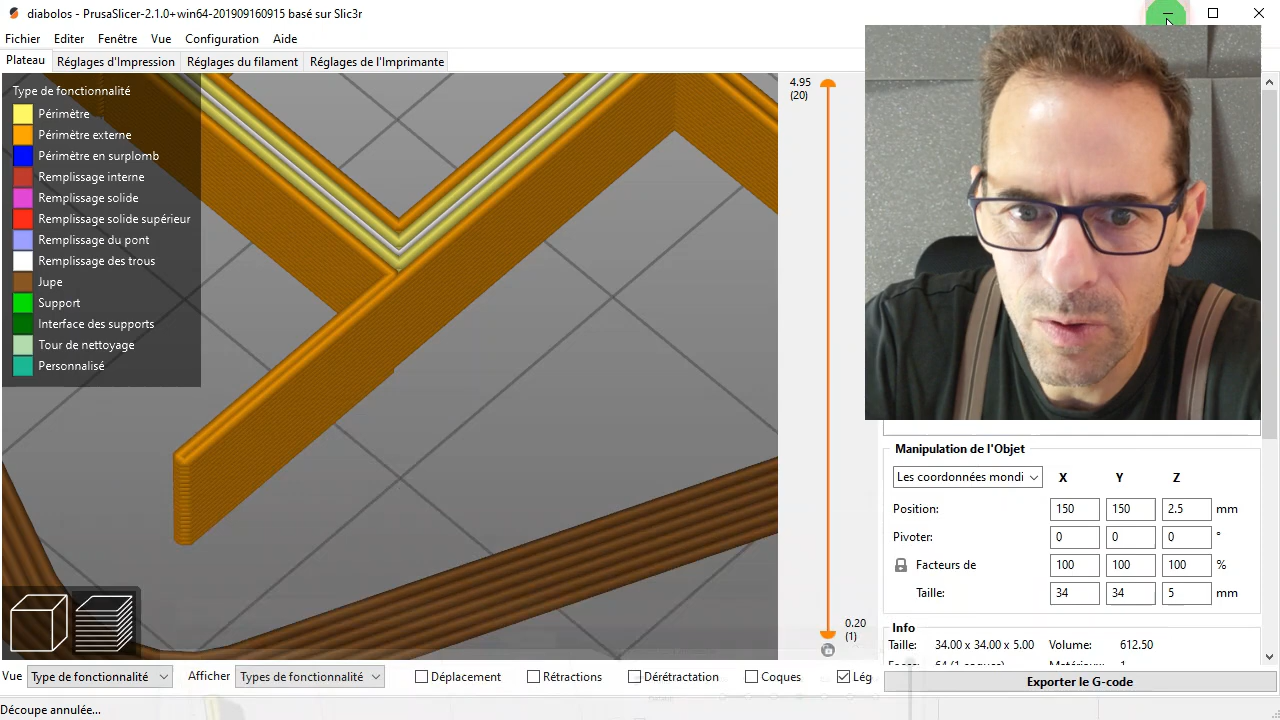 diabolos - PrusaSlicer-2.1.0+win64-201909160915 basé sur Slic3r
Fichier Editer Fenêtre Vue Configuration Aide
Plateau Réglages d'Impression Réglages du filament Réglages de l'Imprimante
Type de fonctionnalité
Périmètre
Périmètre externe
Périmètre en surplomb
Remplissage interne
Remplissage solide
Remplissage solide supérieur
Remplissage du pont
Remplissage des trous
Jupe
Support
Interface des supports
Tour de nettoyage
Personnalisé
4.95
(20)
0.20
(1)
Manipulation de l'Objet
Les coordonnées mondi X Y Z
Position: 150 150 2.5 mm
Pivoter: 0 0 0 °
Facteurs de 100 100 100 %
Taille: 34 34 5 mm
Info
Taille: 34.00 x 34.00 x 5.00 Volume: 612.50
Vue Type de fonctionnalité Afficher Types de fonctionnalité Déplacement Rétractions Dérétractation Coques Lég
Exporter le G-code
Découpe annulée...